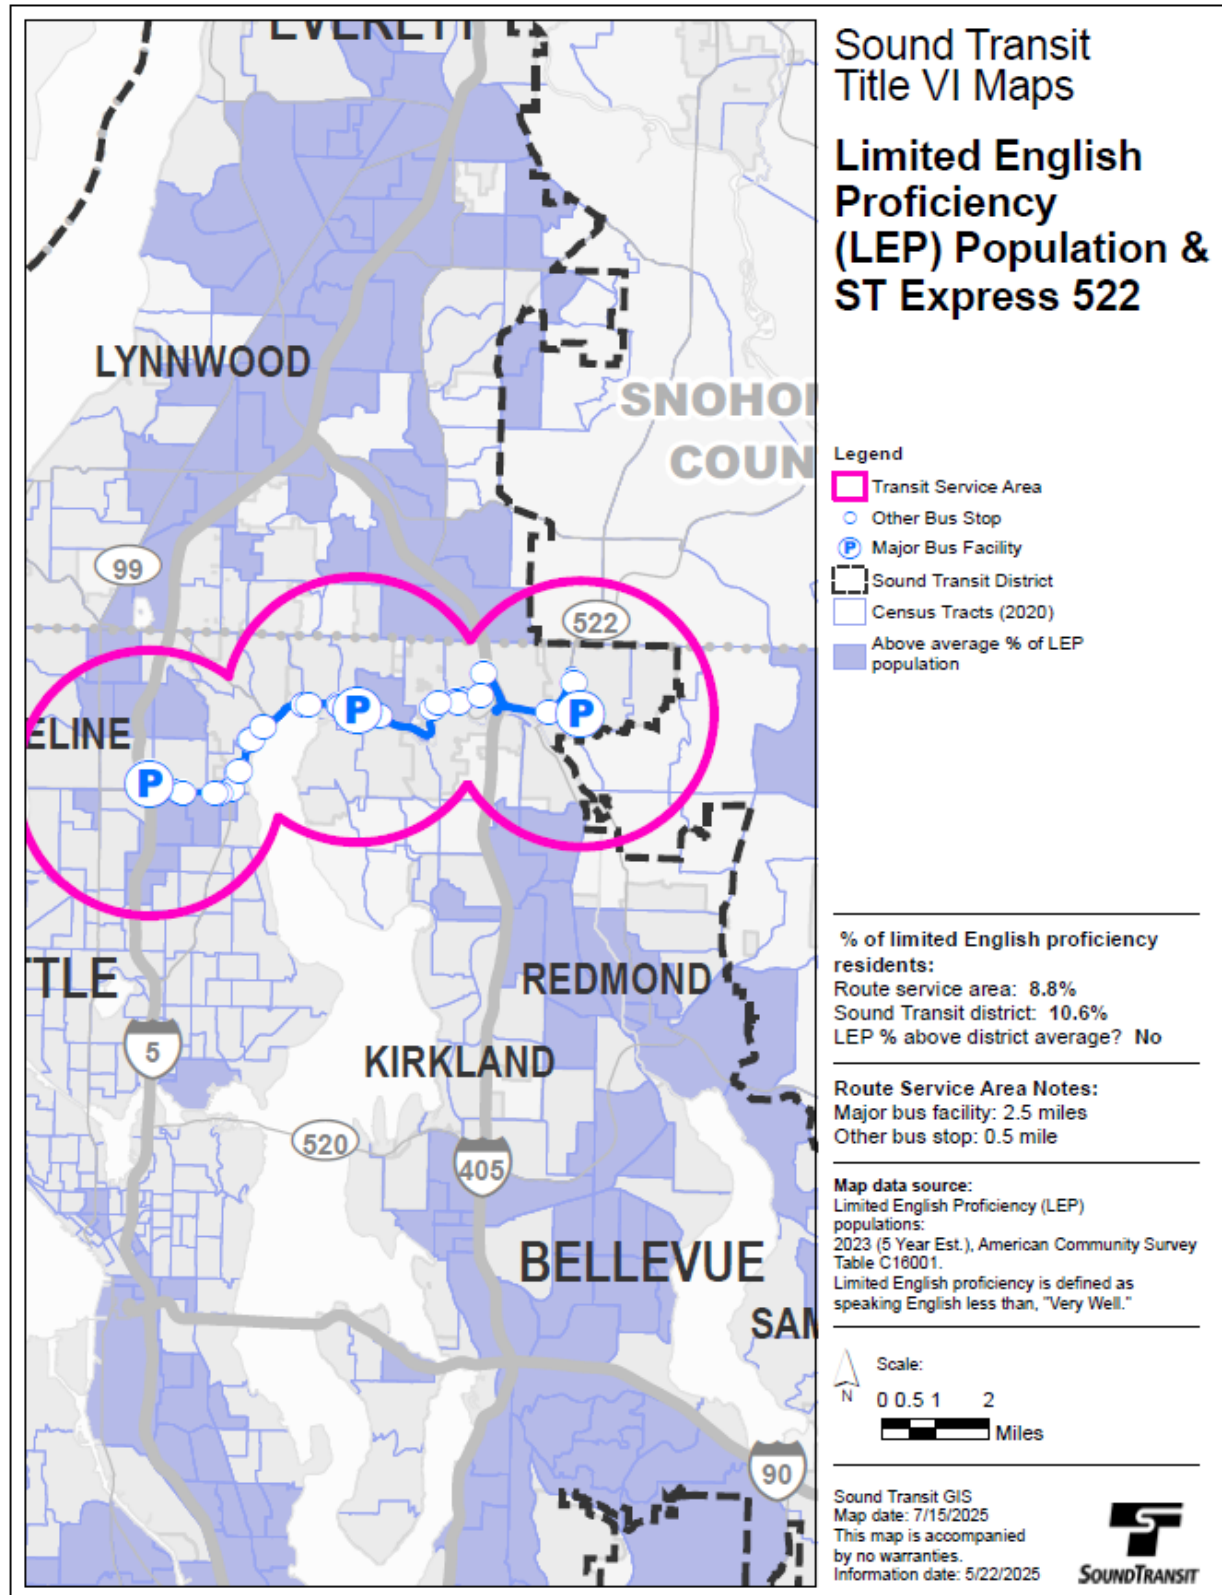 Sound Transit
Title VI Maps
Limited English
Proficiency
(LEP) Population &
ST Express 522
Legend
Transit Service Area
Other Bus Stop
P Major Bus Facility
Sound Transit District
Census Tracts (2020)
Above average % of LEP
population
% of limited English proficiency
residents:
Route service area: 8.8%
Sound Transit district: 10.6%
LEP % above district average? No
Route Service Area Notes:
Major bus facility: 2.5 miles
Other bus stop: 0.5 mile
Map data source:
Limited English Proficiency (LEP)
populations:
2023 (5 Year Est.), American Community Survey
Table C16001.
Limited English proficiency is defined as
speaking English less than, "Very Well."
Scale:
N
0 0.5 1 2
Miles
Sound Transit GIS
Map date: 7/15/2025
This map is accompanied
by no warranties.
Information date: 5/22/2025
SOUNDTRANSIT
EVERETT
LYNNWOOD
SNOHO
COUN
99
522
ELINE
P
P
P
TTLE
REDMOND
5
KIRKLAND
520
405
BELLEVUE
SAM
90